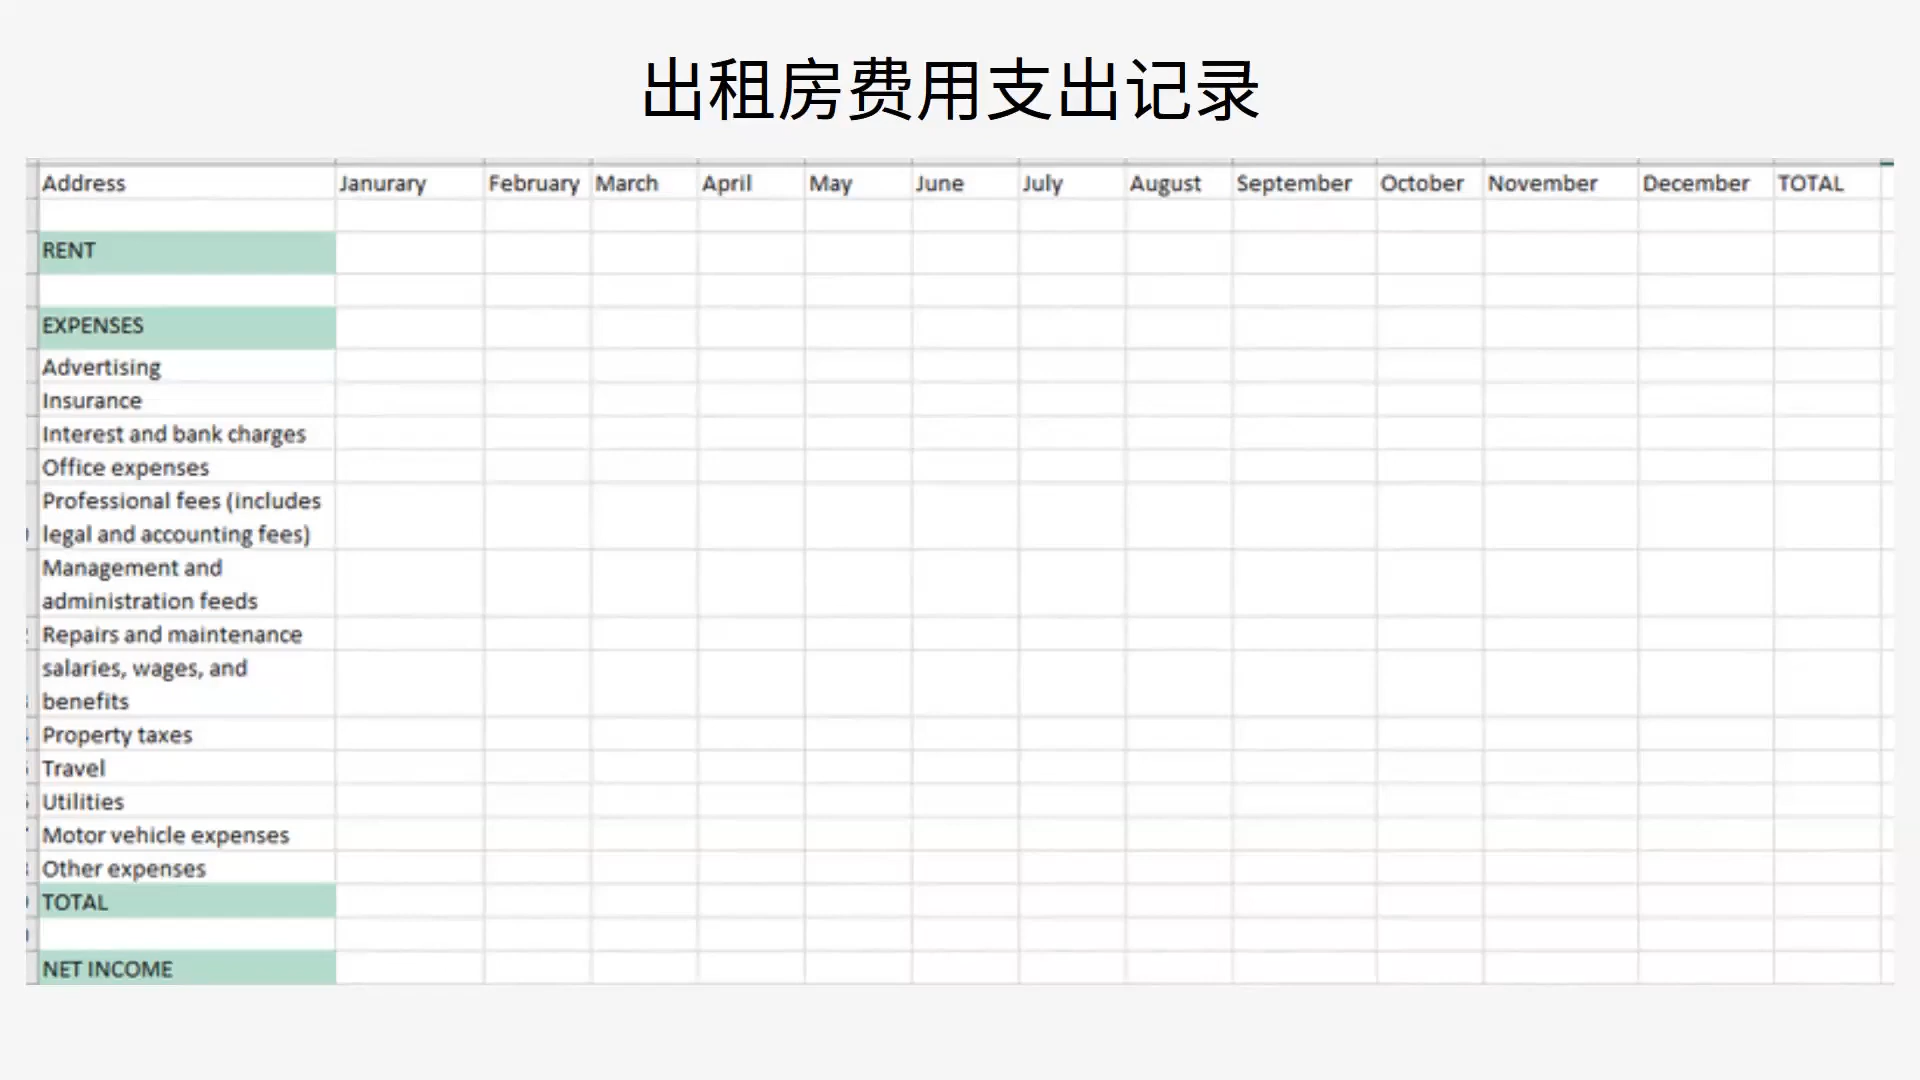 出租房费用支出记录
Address Janurary February March April May June July August September October November December TOTAL
RENT
EXPENSES
Advertising
Insurance
Interest and bank charges
Office expenses
Professional fees (includes
legal and accounting fees)
Management and
administration feeds
Repairs and maintenance
salaries, wages, and
benefits
Property taxes
Travel
Utilities
Motor vehicle expenses
Other expenses
TOTAL
NET INCOME